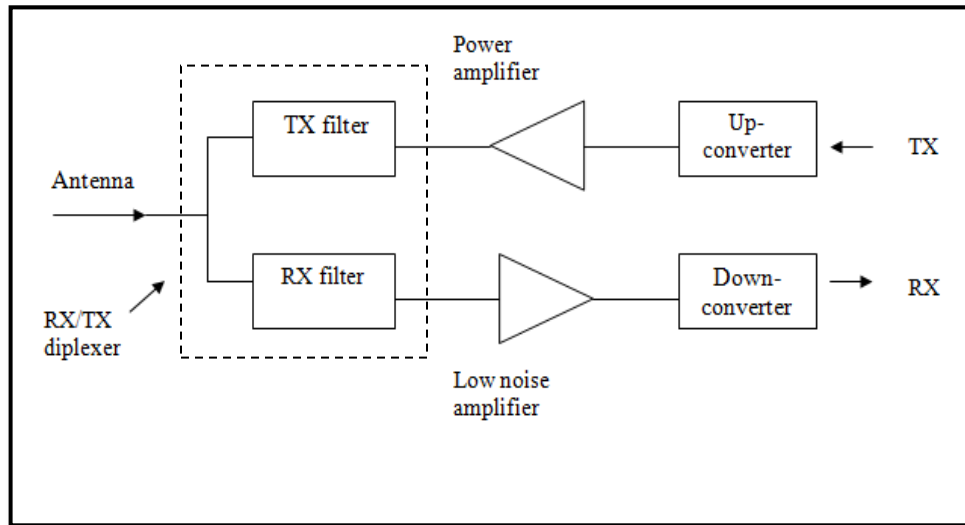 Power
amplifier
TX filter
Up-
converter
TX
Antenna
RX filter
Down-
converter
RX
RX/TX
diplexer
Low noise
amplifier